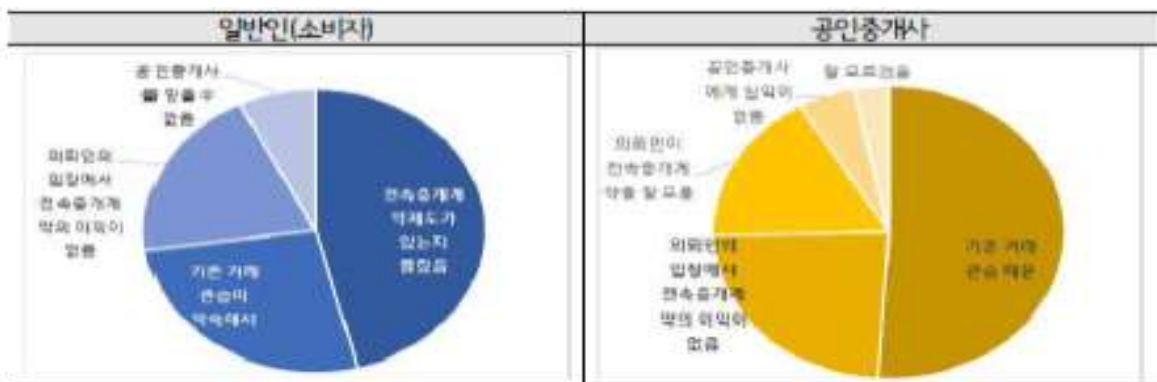 일반인(소비자)
공인중개사
공인중개사
를 믿을 수
없음
의뢰인의
입장에서
전속중개계
약의 이익이
없음
기존 거래
관습이
익숙해서
전속중개계
약제도가
있는지
몰랐음
공인중개사
에게 실익이
없음
잘 모르겠음
의뢰인이
전속중개계
약을 잘 모름
의뢰인의
입장에서
전속중개계
약의 이익이
없음
기존 거래
관습 때문